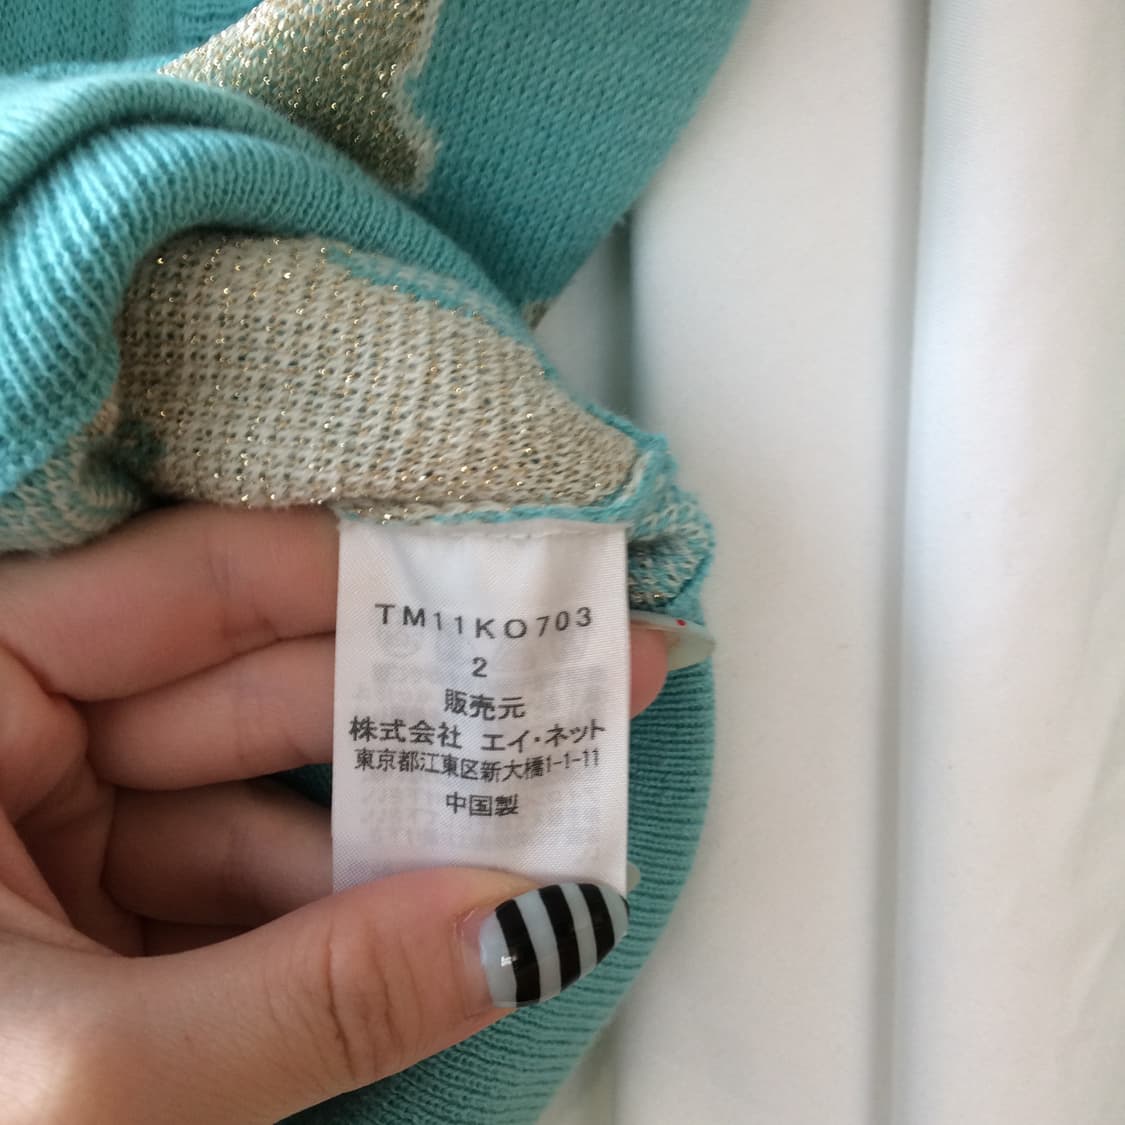 TM11KO703
2
販売元
株式会社 エイ・ネット
東京都江東区新大橋1-1-11
中国製